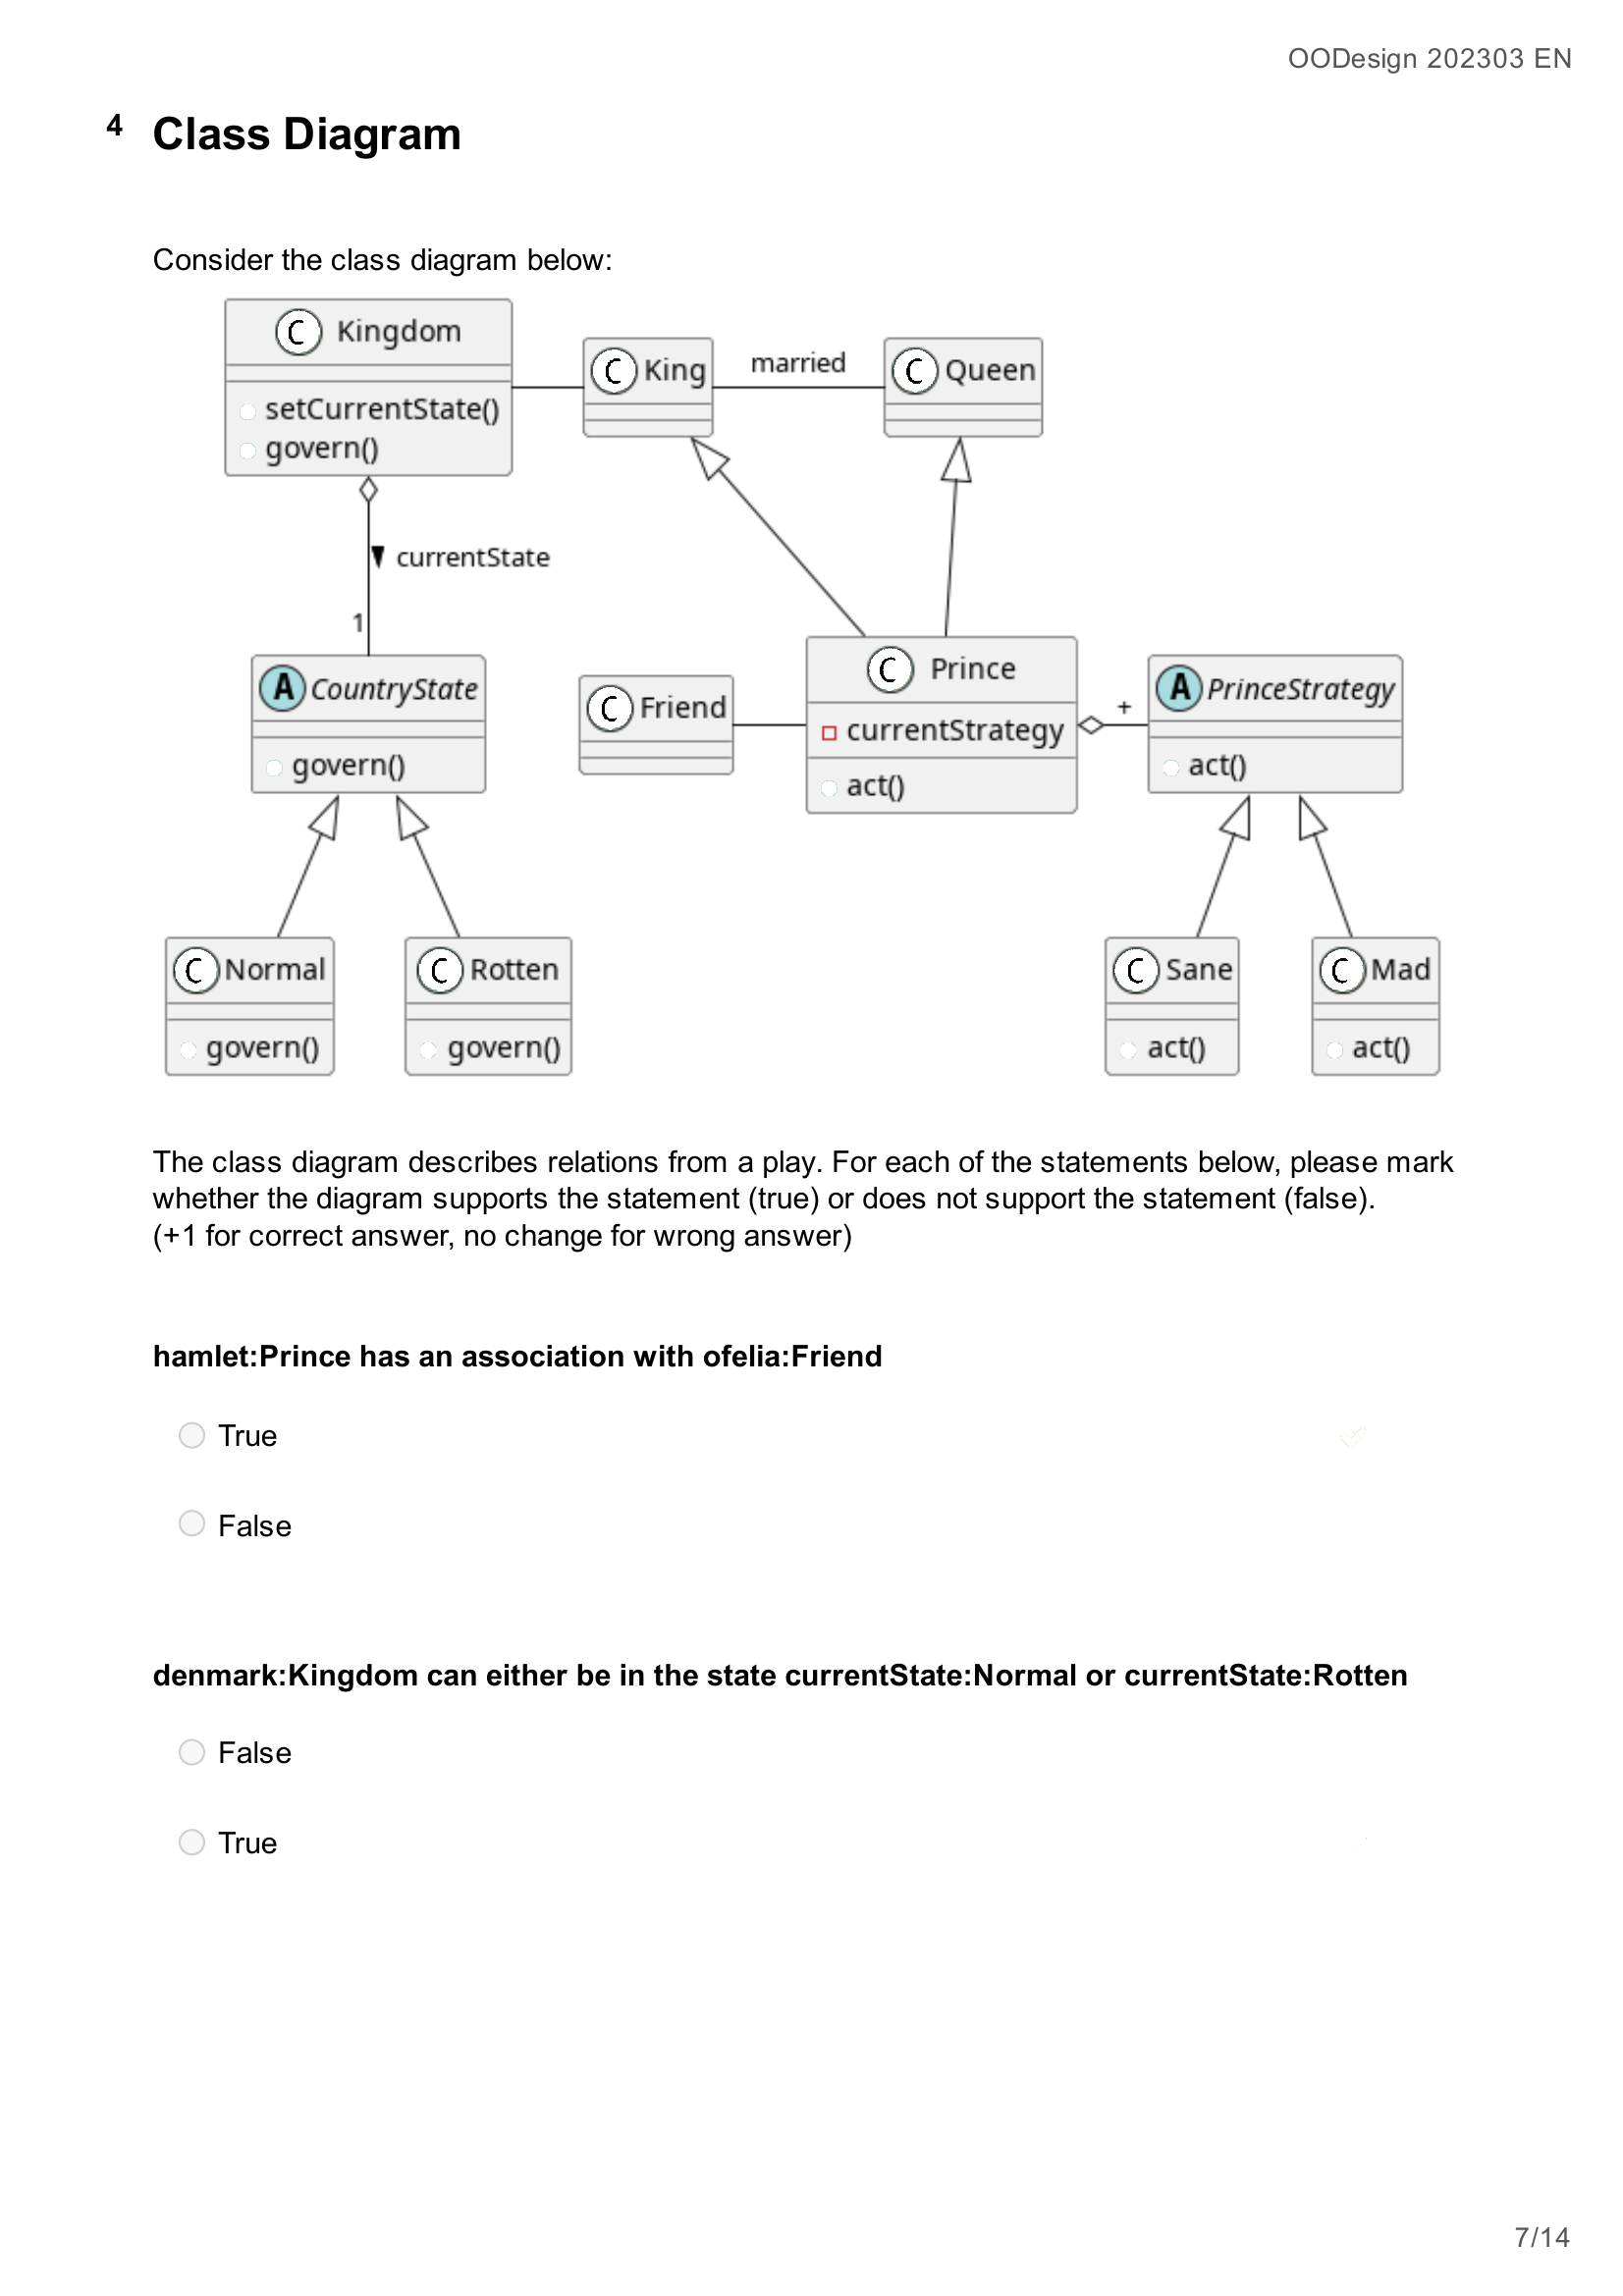 OODesign 202303 EN
4 Class Diagram
Consider the class diagram below:
C Kingdom
setCurrentState()
govern()
C King
married
C Queen
currentState
1
A CountryState
govern()
C Friend
C Prince
currentStrategy
act()
+
A PrinceStrategy
act()
C Normal
govern()
C Rotten
govern()
C Sane
act()
C Mad
act()
The class diagram describes relations from a play. For each of the statements below, please mark
whether the diagram supports the statement (true) or does not support the statement (false).
(+1 for correct answer, no change for wrong answer)
hamlet:Prince has an association with ofelia:Friend
True
False
denmark:Kingdom can either be in the state currentState:Normal or currentState:Rotten
False
True
7/14